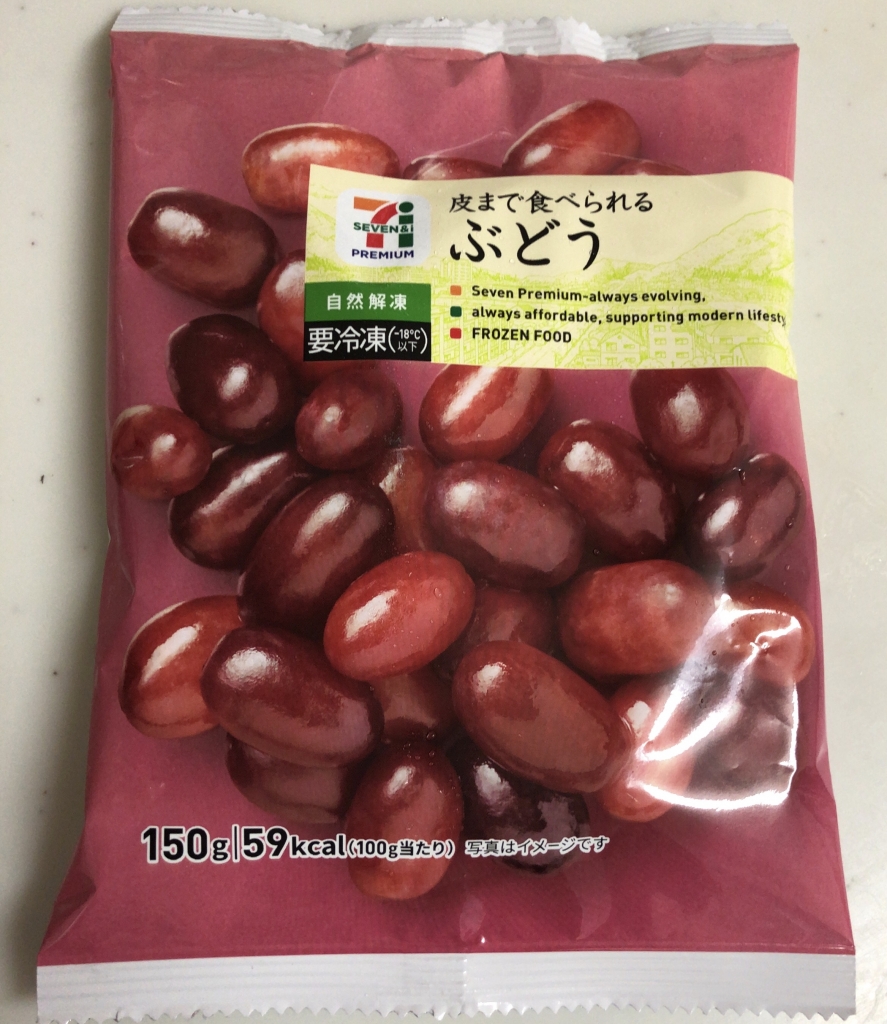 SEVEN&i
PREMIUM
皮まで食べられる
ぶどう
Seven Premium-always evolving,
always affordable, supporting modern lifesty
FROZEN FOOD
自然解凍
要冷凍(-18℃以下)
150g|59kcal(100g当たり) 写真はイメージです